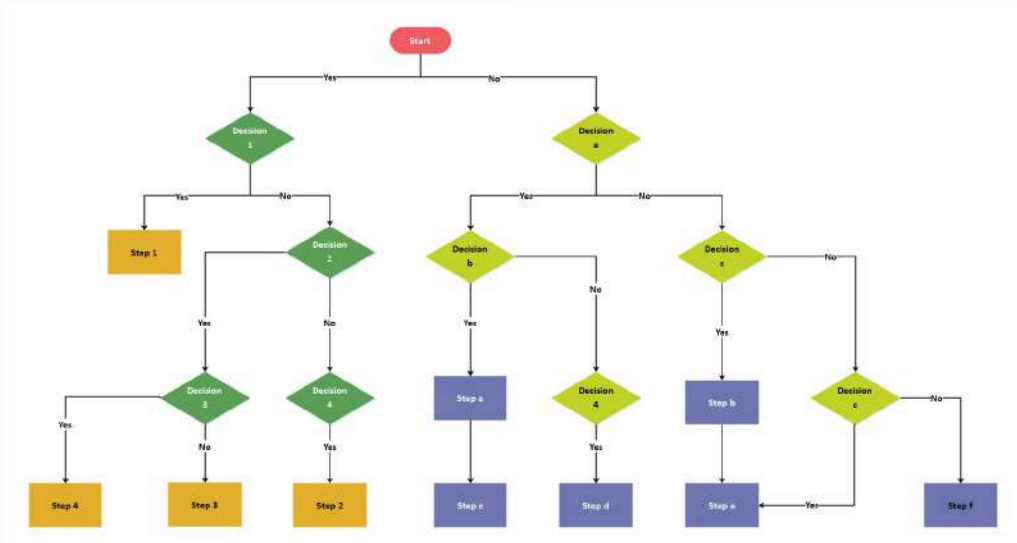 Start
Yes
No
Decision
1
Decision
a
Yes
No
Yes
No
Step 1
Decision
2
Decision
b
Decision
c
No
No
Yes
No
Yes
Yes
Decision
3
Decision
4
Step a
Decision
4
Step b
Decision
c
No
Yes
No
Yes
Yes
Step 4
Step 3
Step 2
Step c
Step d
Step e
Yes
Step f